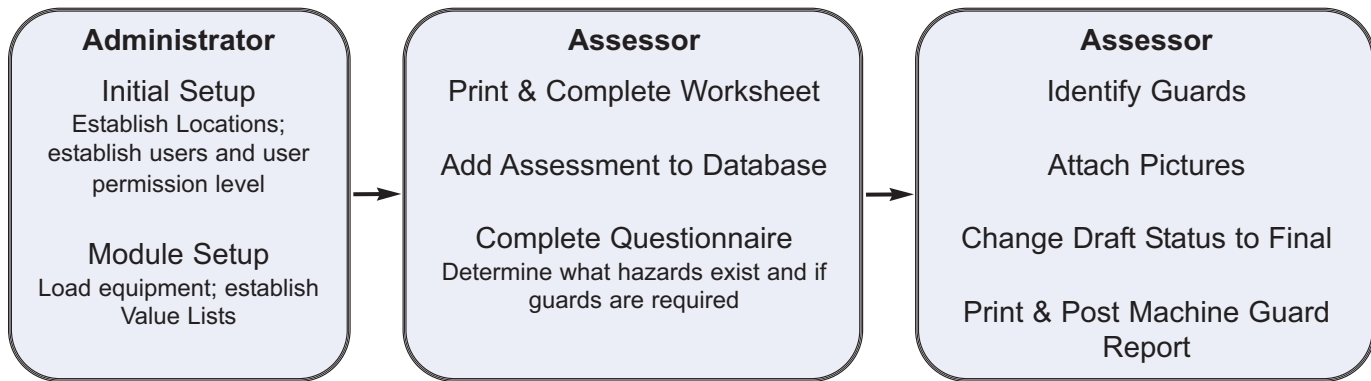 Administrator
Initial Setup
Establish Locations;
establish users and user
permission level
Module Setup
Load equipment; establish
Value Lists
Assessor
Print & Complete Worksheet
Add Assessment to Database
Complete Questionnaire
Determine what hazards exist and if
guards are required
Assessor
Identify Guards
Attach Pictures
Change Draft Status to Final
Print & Post Machine Guard
Report